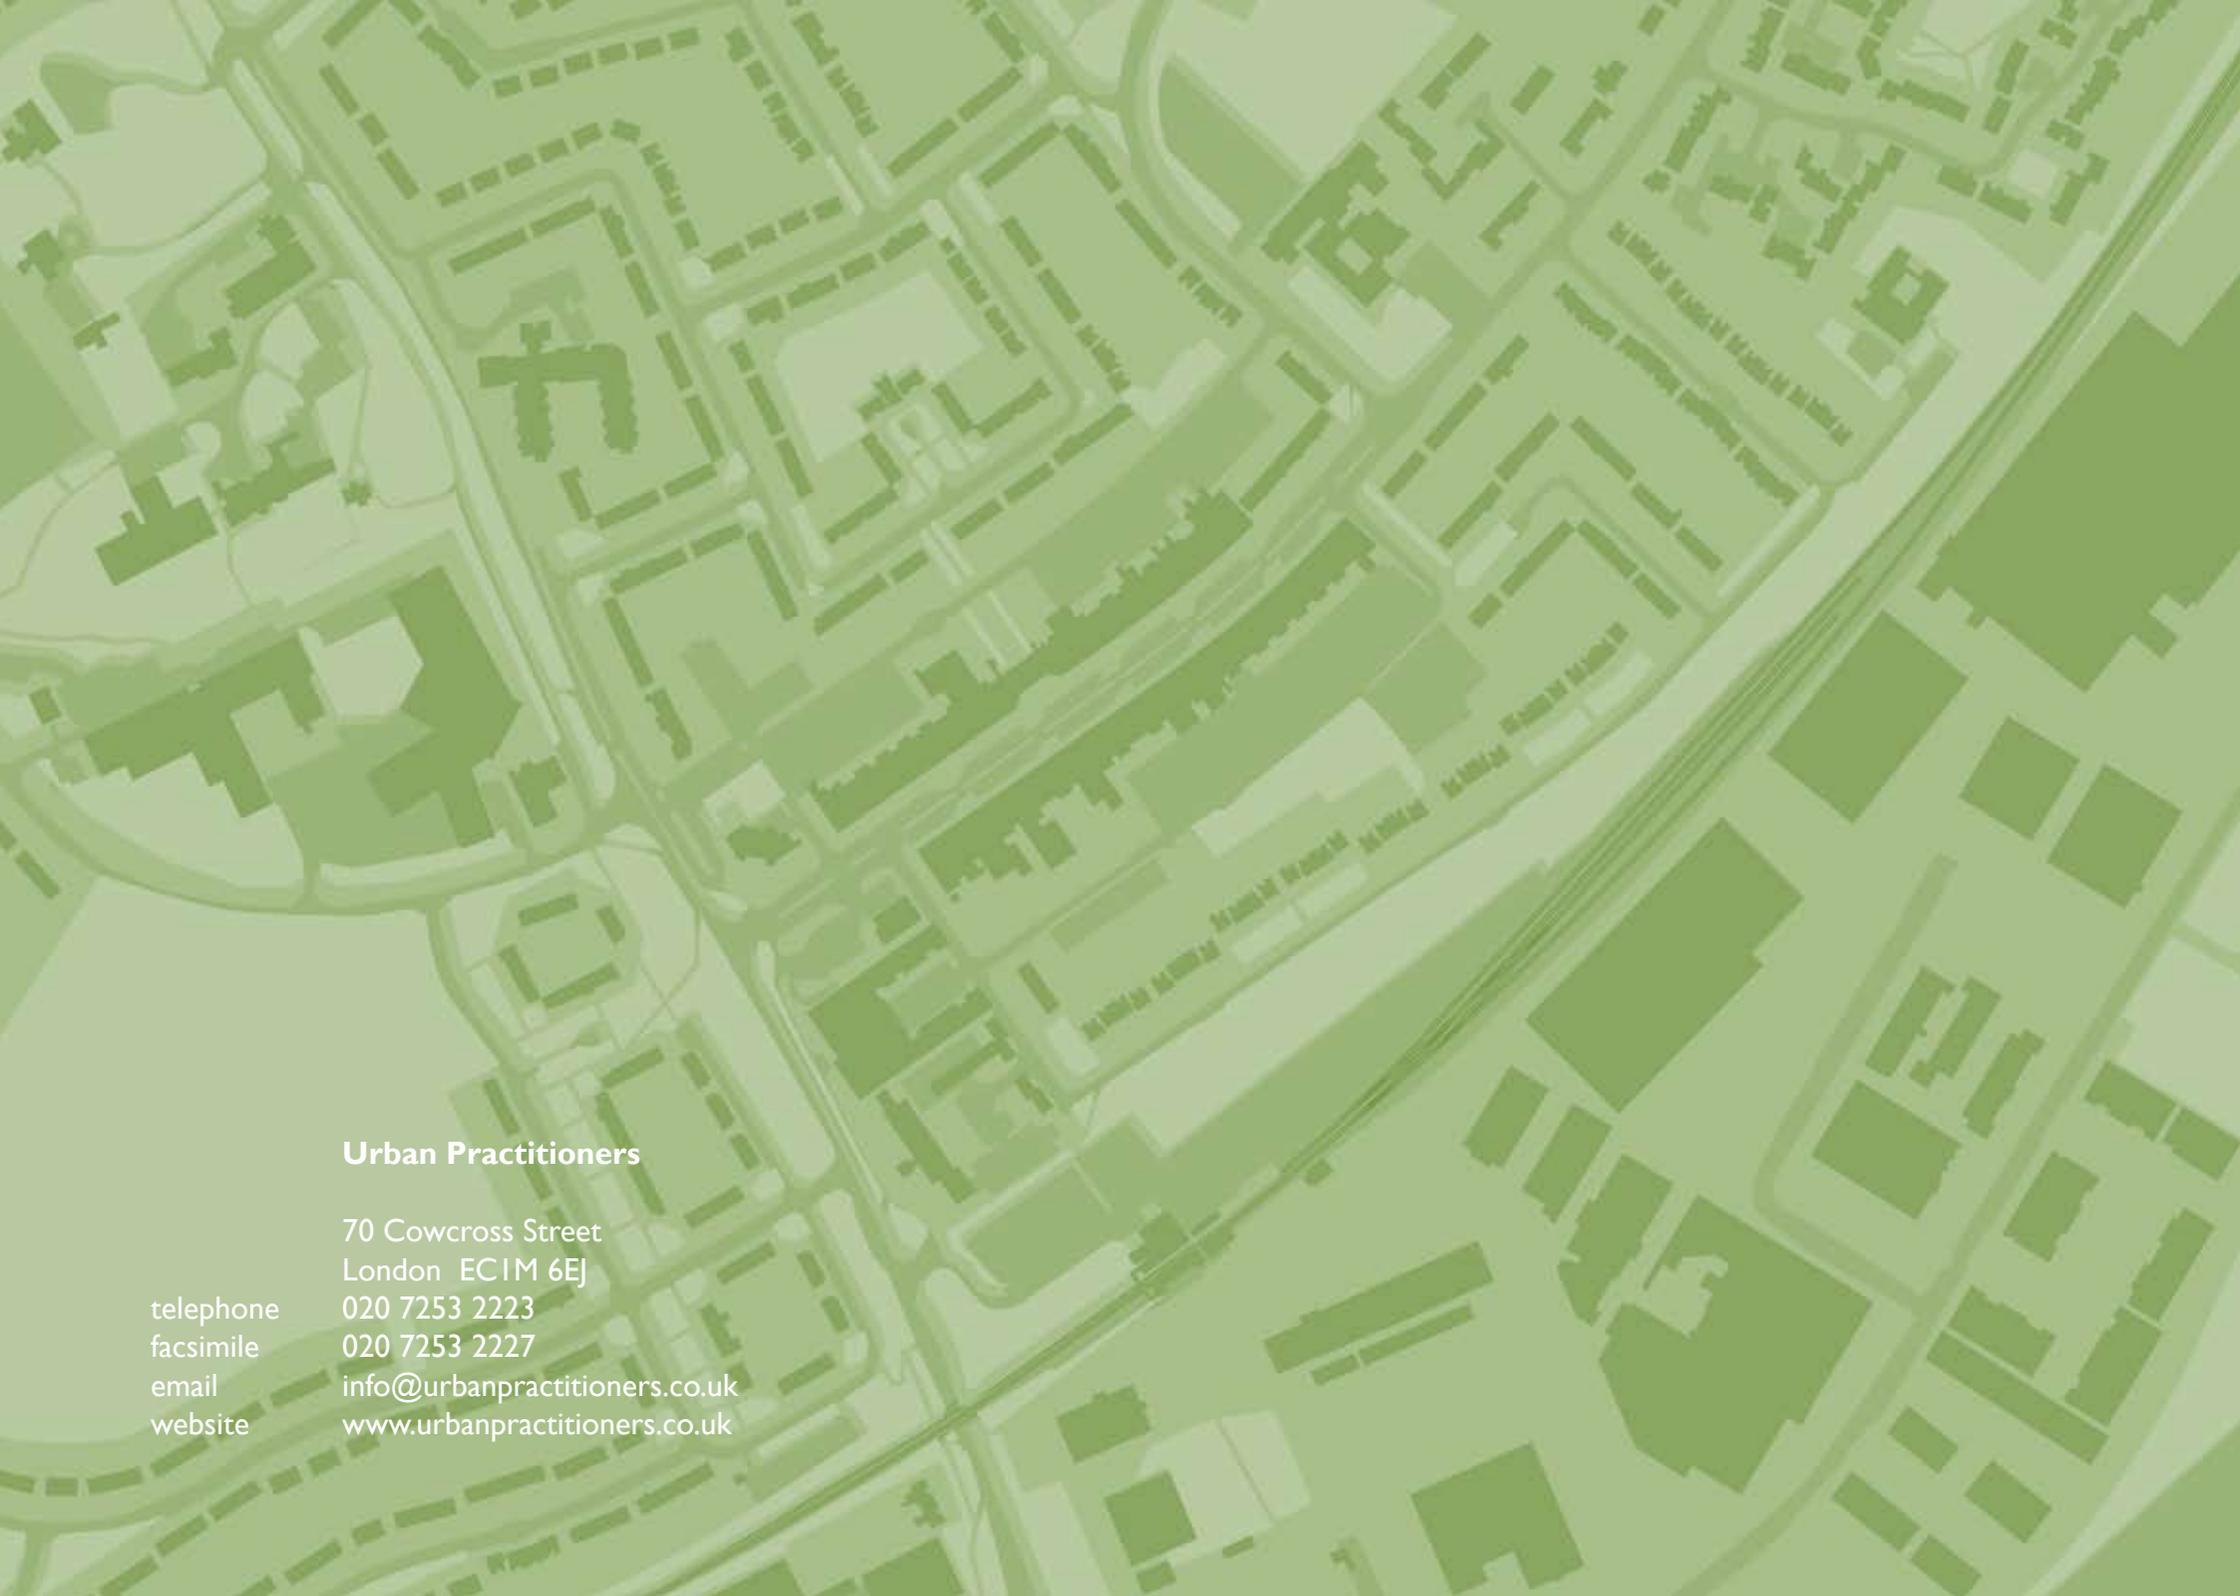 Urban Practitioners
70 Cowcross Street
London EC1M 6EJ
telephone 020 7253 2223
facsimile 020 7253 2227
email info@urbanpractitioners.co.uk
website www.urbanpractitioners.co.uk